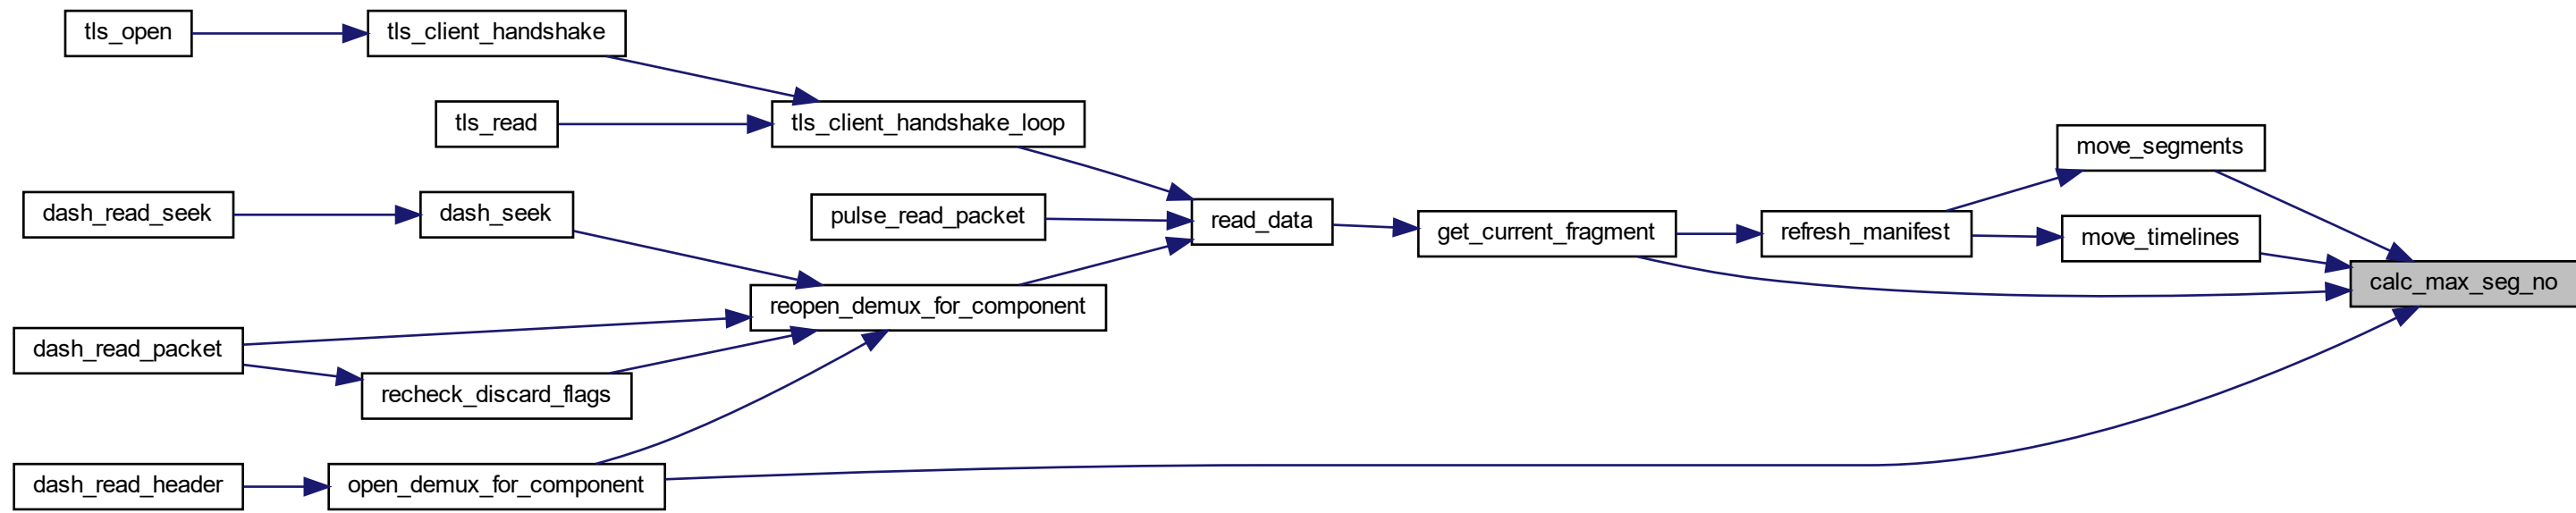 tls_open
tls_client_handshake
tls_read
tls_client_handshake_loop
move_segments
dash_read_seek
dash_seek
pulse_read_packet
read_data
get_current_fragment
refresh_manifest
move_timelines
calc_max_seg_no
reopen_demux_for_component
dash_read_packet
recheck_discard_flags
dash_read_header
open_demux_for_component